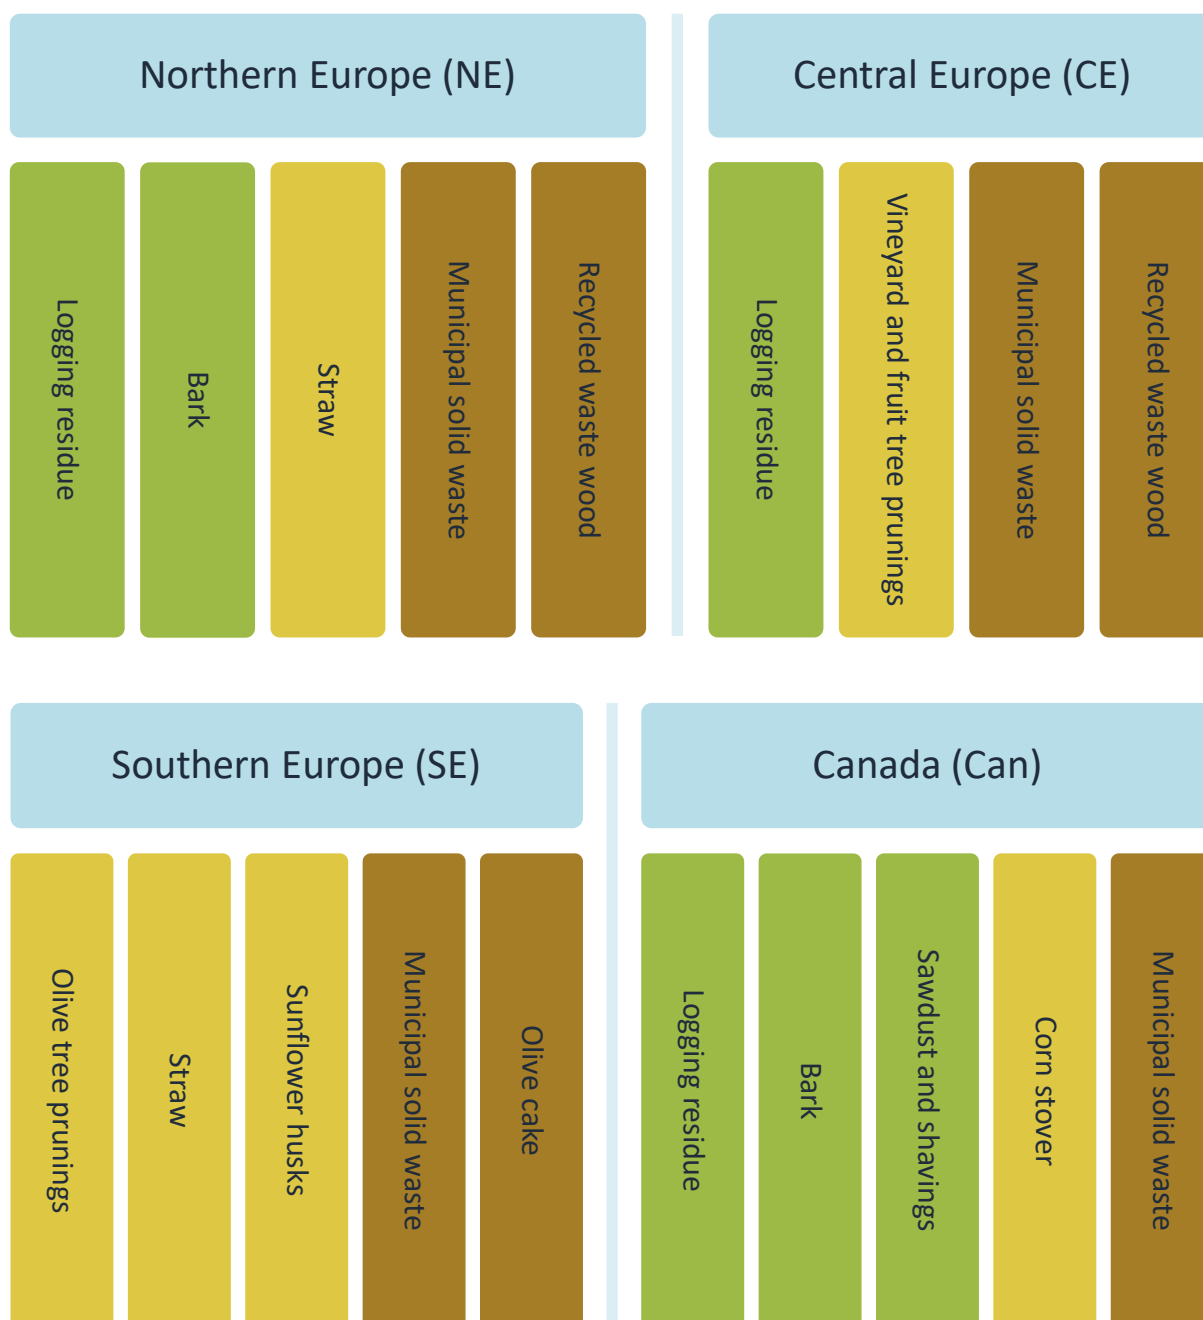 Northern Europe (NE)
Logging residue
Bark
Straw
Municipal solid waste
Recycled waste wood
Central Europe (CE)
Logging residue
Vineyard and fruit tree prunings
Municipal solid waste
Recycled waste wood
Southern Europe (SE)
Olive tree prunings
Straw
Sunflower husks
Municipal solid waste
Olive cake
Canada (Can)
Logging residue
Bark
Sawdust and shavings
Corn stover
Municipal solid waste